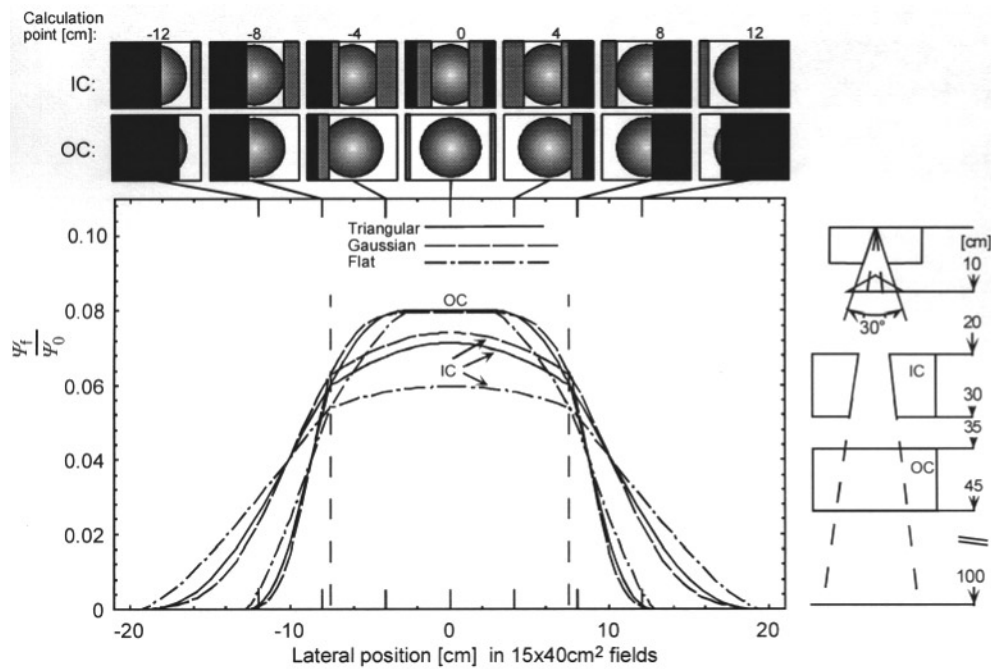 Calculation
point [cm]: -12 -8 -4 0 4 8 12
IC:
OC:
0.10
0.08
0.06
0.04
0.02
0
Ψf
Ψ0
Triangular
Gaussian
Flat
OC
IC
-20 -10 0 10 20
Lateral position [cm] in 15x40cm² fields
[cm]
10
30°
20
IC
30
35
OC
45
100